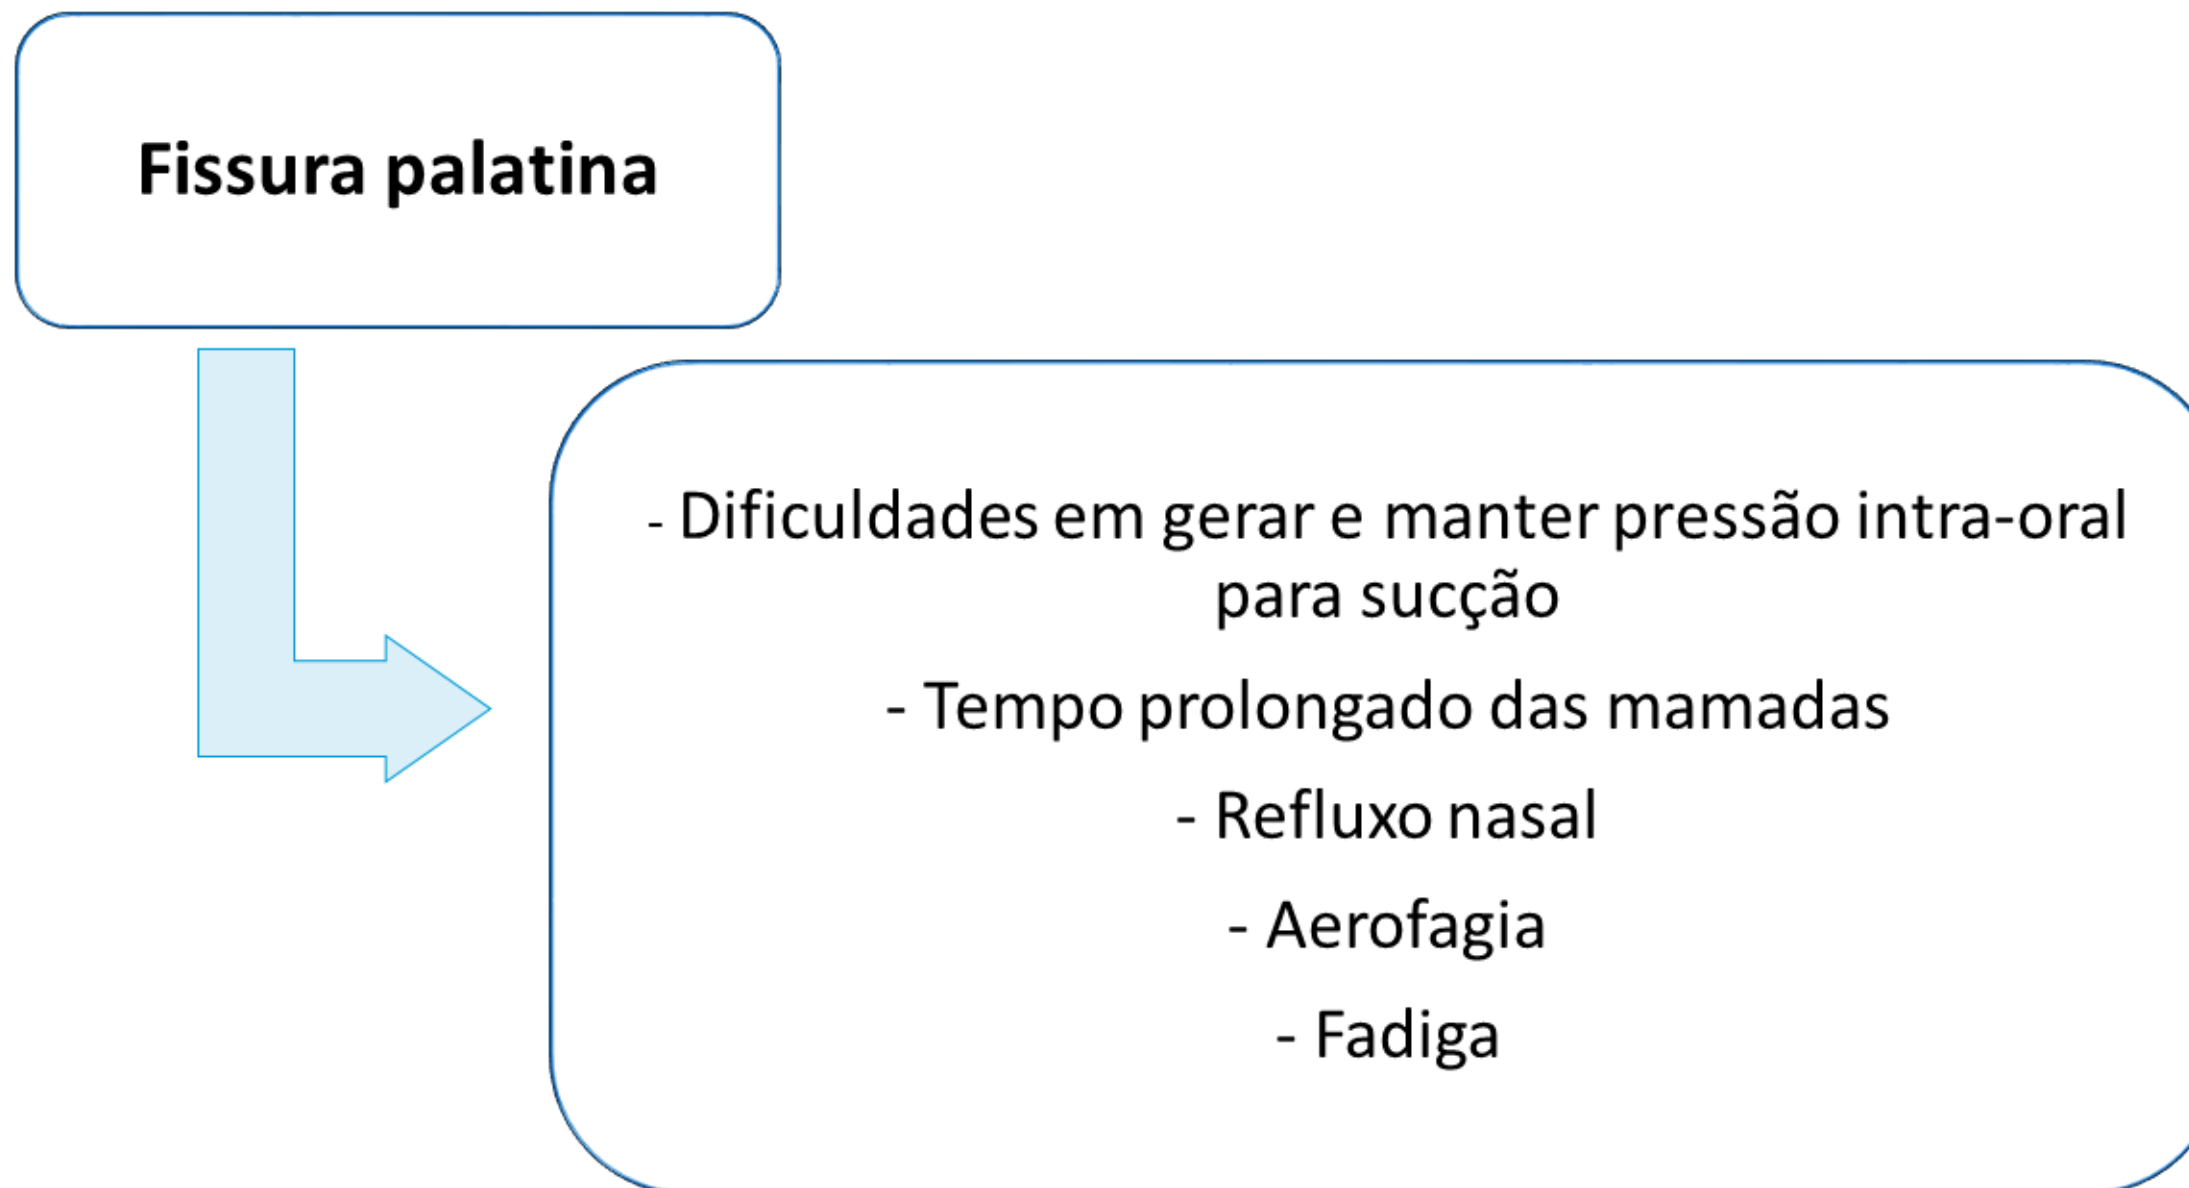 Fissura palatina
- Dificuldades em gerar e manter pressão intra-oral
para sucção
- Tempo prolongado das mamadas
- Refluxo nasal
- Aerofagia
- Fadiga